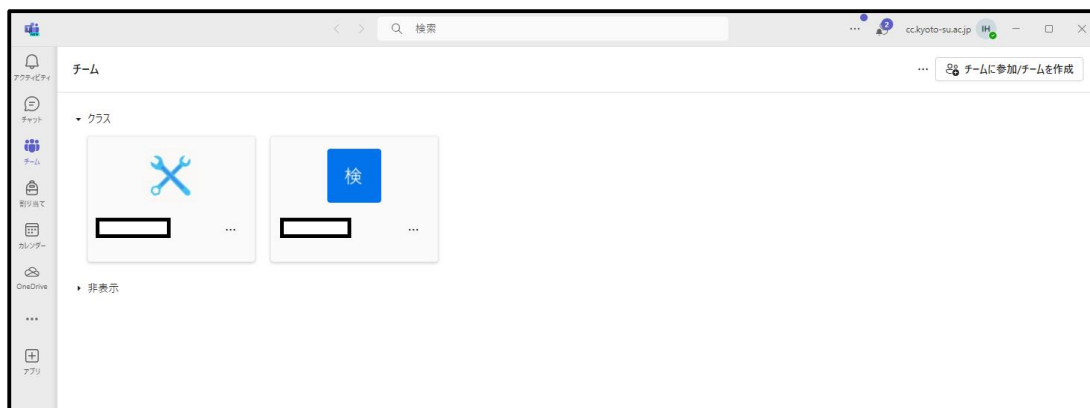 検索
2
cc.kyoto-su.ac.jp
IH
アクティビティ
チーム
チームに参加/チームを作成
チャット
クラス
チーム
検
割り当て
カレンダー
OneDrive
非表示
アプリ